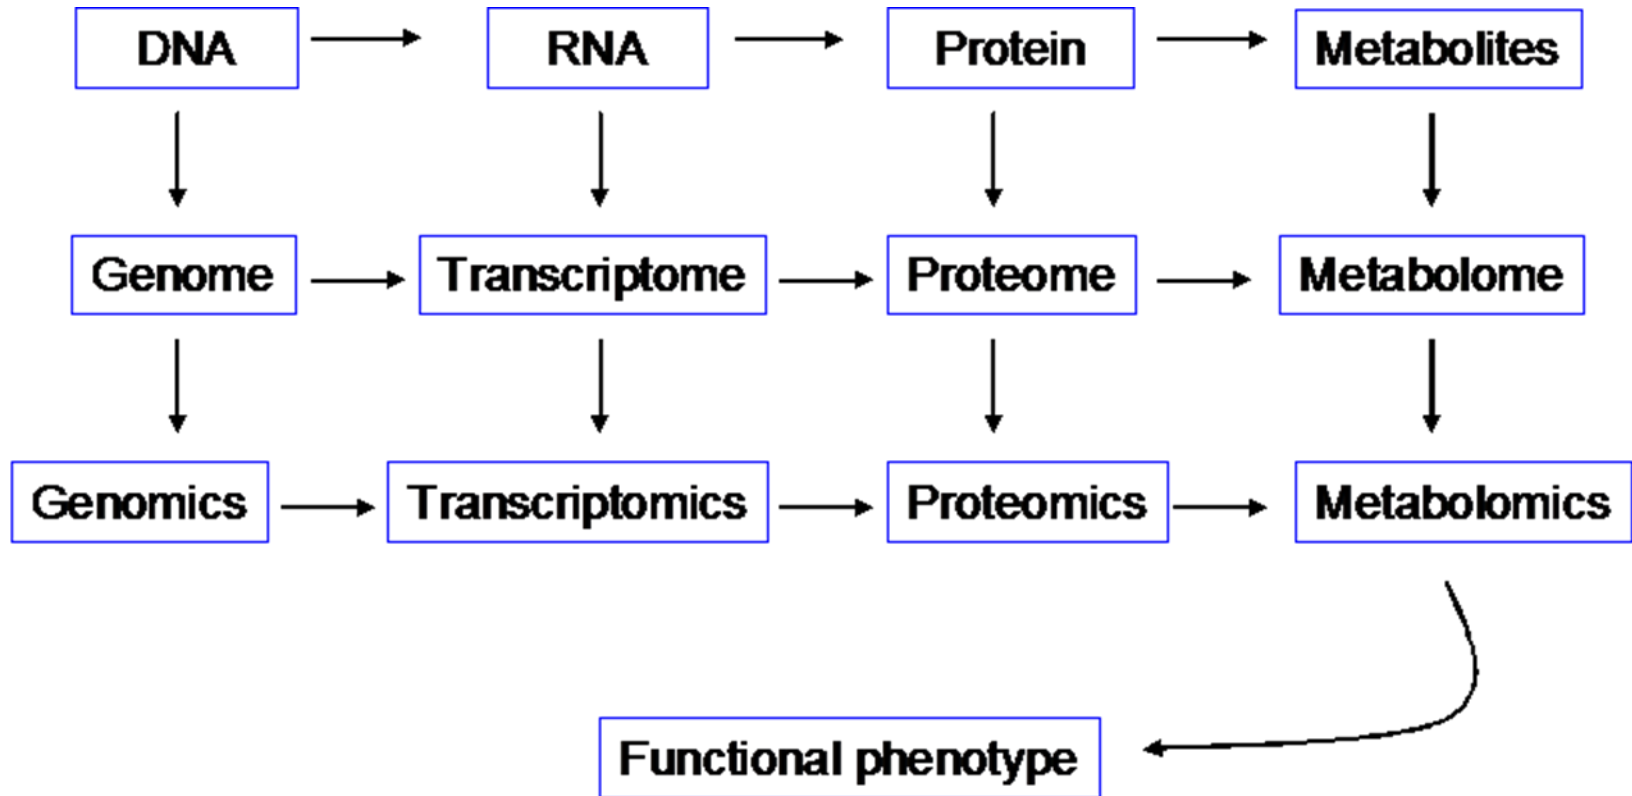 DNA
RNA
Protein
Metabolites
Genome
Transcriptome
Proteome
Metabolome
Genomics
Transcriptomics
Proteomics
Metabolomics
Functional phenotype